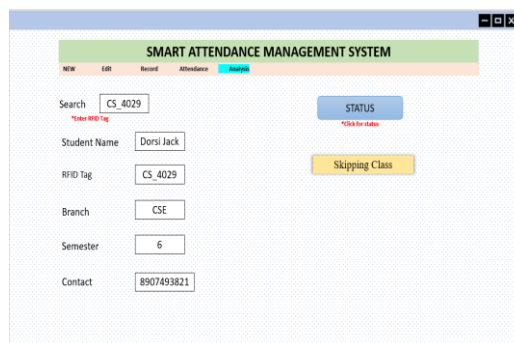 SMART ATTENDANCE MANAGEMENT SYSTEM
NEW Edit Record Attendance Analysis
Search CS_4029
*Enter RFID Tag
STATUS
*Click for status
Student Name Dorsi Jack
Skipping Class
RFID Tag CS_4029
Branch CSE
Semester 6
Contact 8907493821